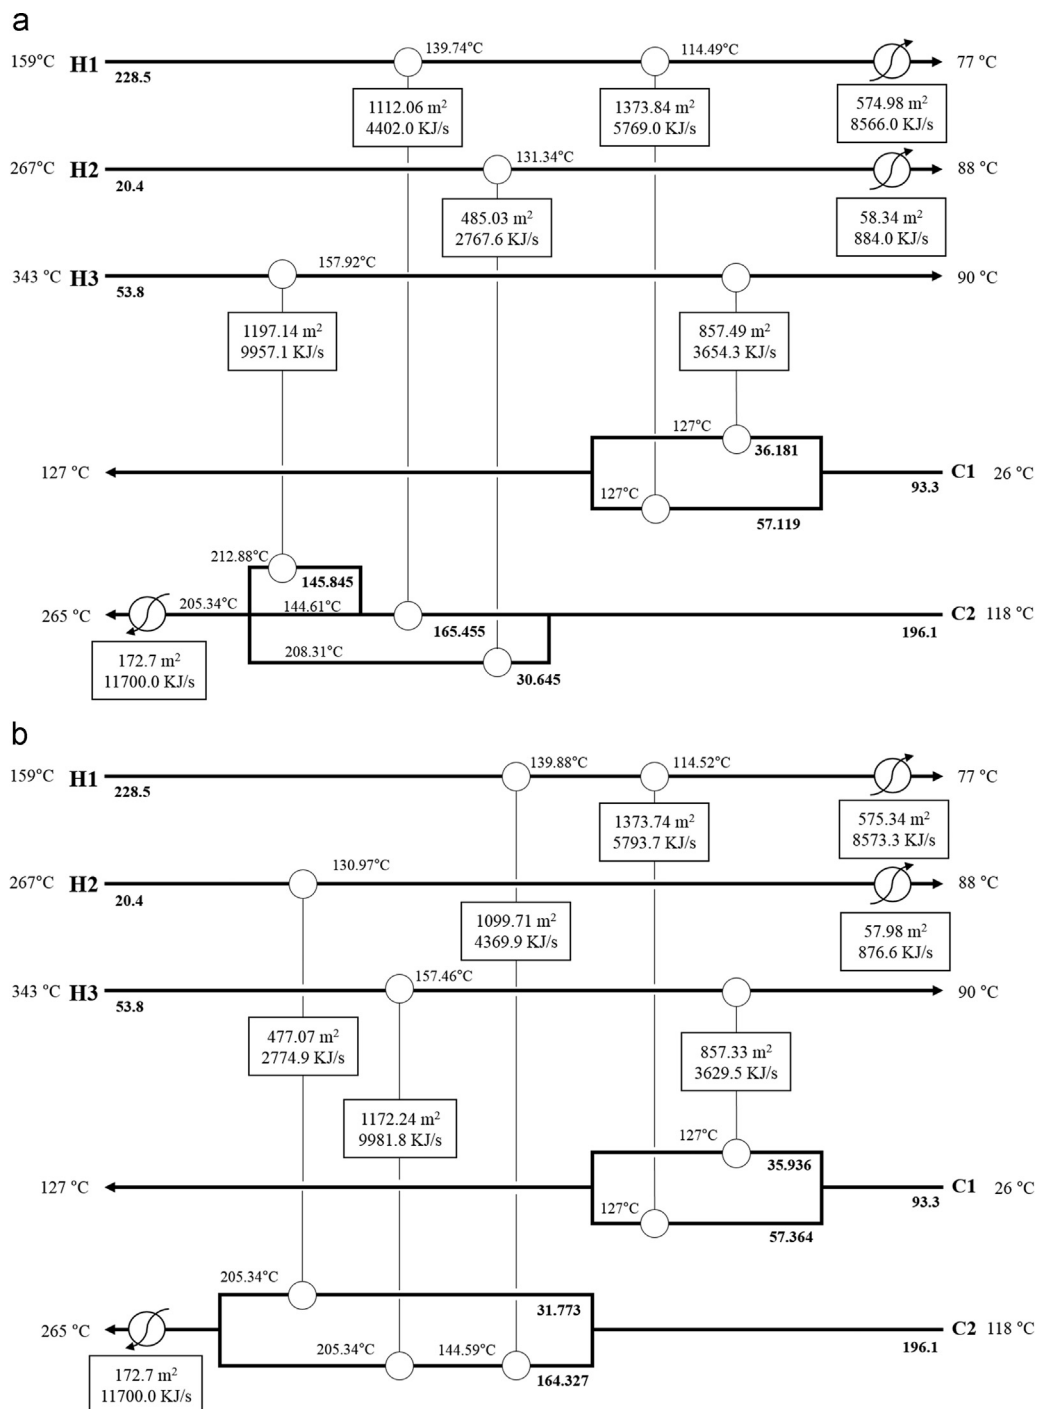 a
159°C H1 139.74°C 114.49°C 77 °C
228.5
1112.06 m²
4402.0 KJ/s
1373.84 m²
5769.0 KJ/s
574.98 m²
8566.0 KJ/s
267°C H2 131.34°C 88 °C
20.4
485.03 m²
2767.6 KJ/s
58.34 m²
884.0 KJ/s
343 °C H3 157.92°C 90 °C
53.8
1197.14 m²
9957.1 KJ/s
857.49 m²
3654.3 KJ/s
127°C
36.181
127 °C C1 26 °C
93.3
127°C
57.119
212.88°C
145.845
265 °C 205.34°C 144.61°C C2 118 °C
165.455 196.1
208.31°C
30.645
172.7 m²
11700.0 KJ/s
b
159°C H1 139.88°C 114.52°C 77 °C
228.5
1373.74 m²
5793.7 KJ/s
575.34 m²
8573.3 KJ/s
267°C H2 130.97°C 88 °C
20.4
1099.71 m²
4369.9 KJ/s
57.98 m²
876.6 KJ/s
343 °C H3 157.46°C 90 °C
53.8
477.07 m²
2774.9 KJ/s
857.33 m²
3629.5 KJ/s
1172.24 m²
9981.8 KJ/s
127°C
35.936
127 °C C1 26 °C
93.3
127°C
57.364
205.34°C
31.773
265 °C C2 118 °C
196.1
205.34°C 144.59°C
164.327
172.7 m²
11700.0 KJ/s